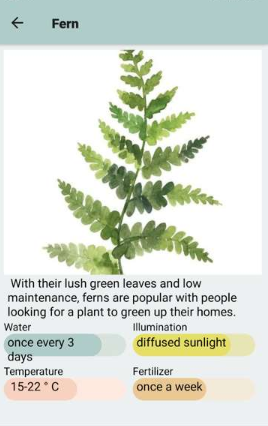 Fern
With their lush green leaves and low
maintenance, ferns are popular with people
looking for a plant to green up their homes.
Water
once every 3
days
Illumination
diffused sunlight
Temperature
15-22 ° C
Fertilizer
once a week